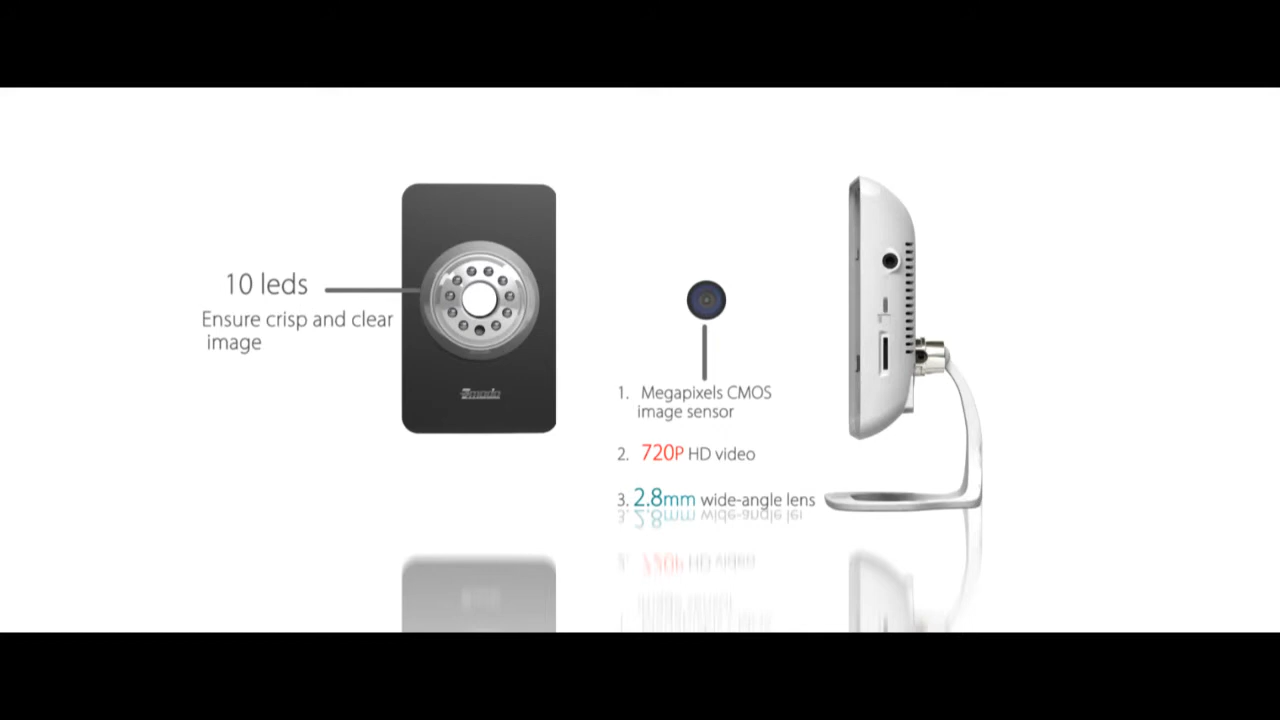 10 leds
Ensure crisp and clear
image
Zmodo
1. Megapixels CMOS
image sensor
2. 720P HD video
3. 2.8mm wide-angle lens